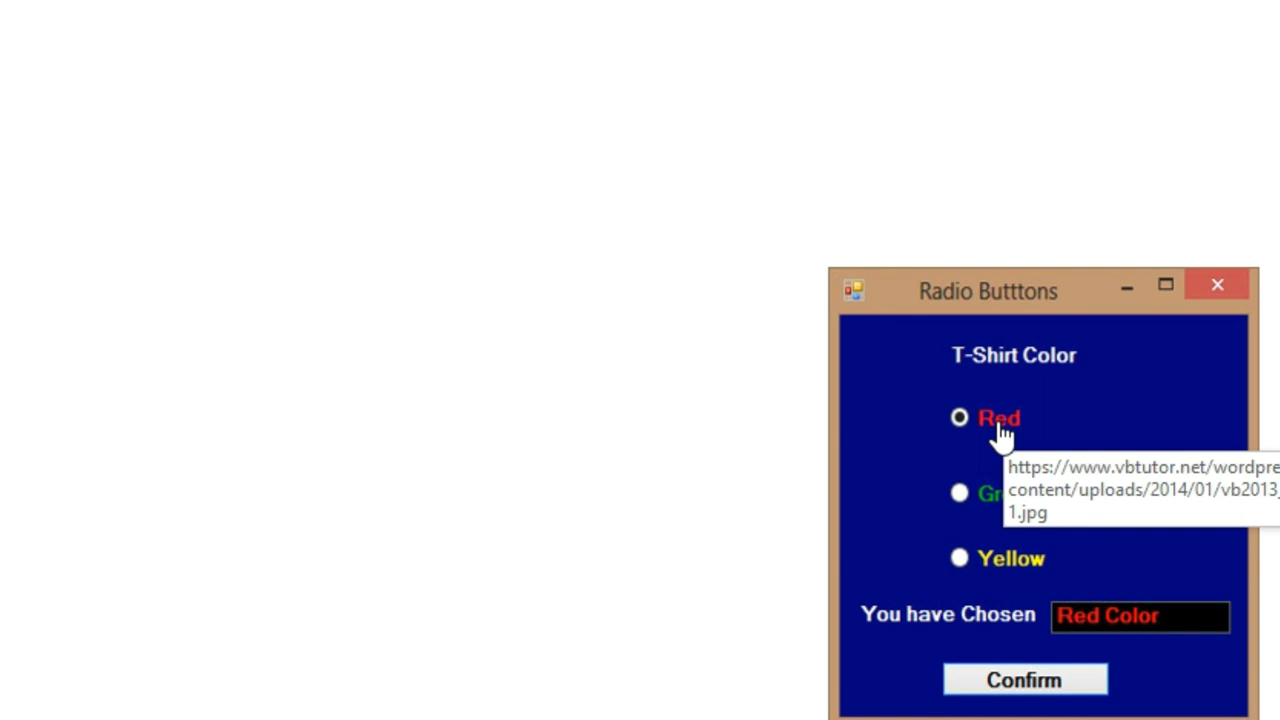 Radio Butttons
T-Shirt Color
Red
https://www.vbtutor.net/wordpre
content/uploads/2014/01/vb2013_
1.jpg
Yellow
You have Chosen
Red Color
Confirm